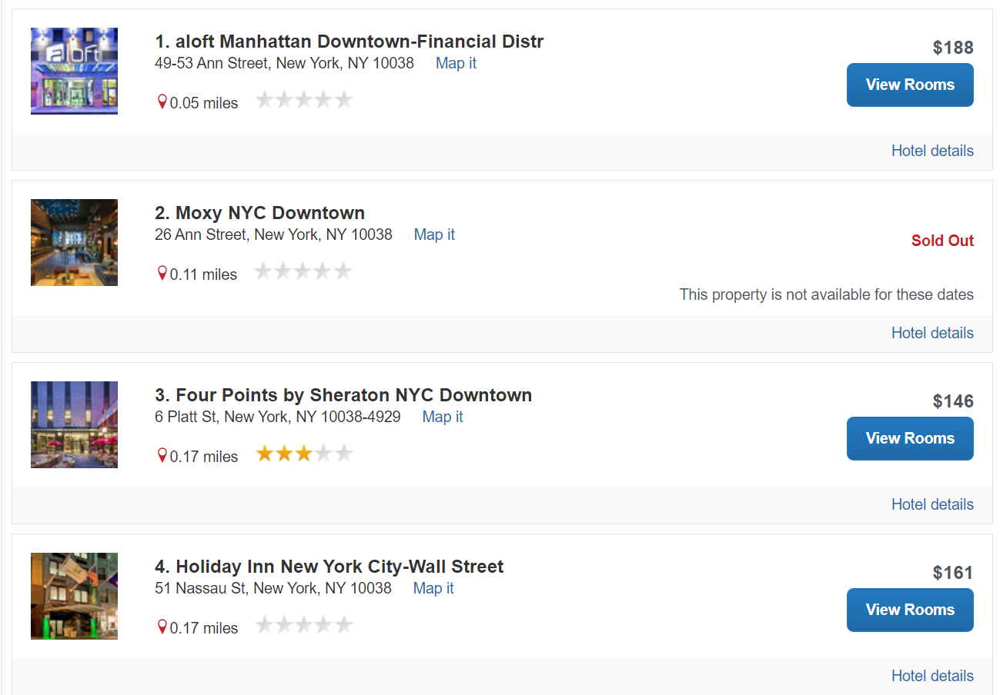 aloft
1. aloft Manhattan Downtown-Financial Distr
49-53 Ann Street, New York, NY 10038 Map it
$188
View Rooms
0.05 miles
Hotel details
2. Moxy NYC Downtown
26 Ann Street, New York, NY 10038 Map it
Sold Out
0.11 miles
This property is not available for these dates
Hotel details
3. Four Points by Sheraton NYC Downtown
6 Platt St, New York, NY 10038-4929 Map it
$146
View Rooms
0.17 miles
Hotel details
4. Holiday Inn New York City-Wall Street
51 Nassau St, New York, NY 10038 Map it
$161
View Rooms
0.17 miles
Hotel details